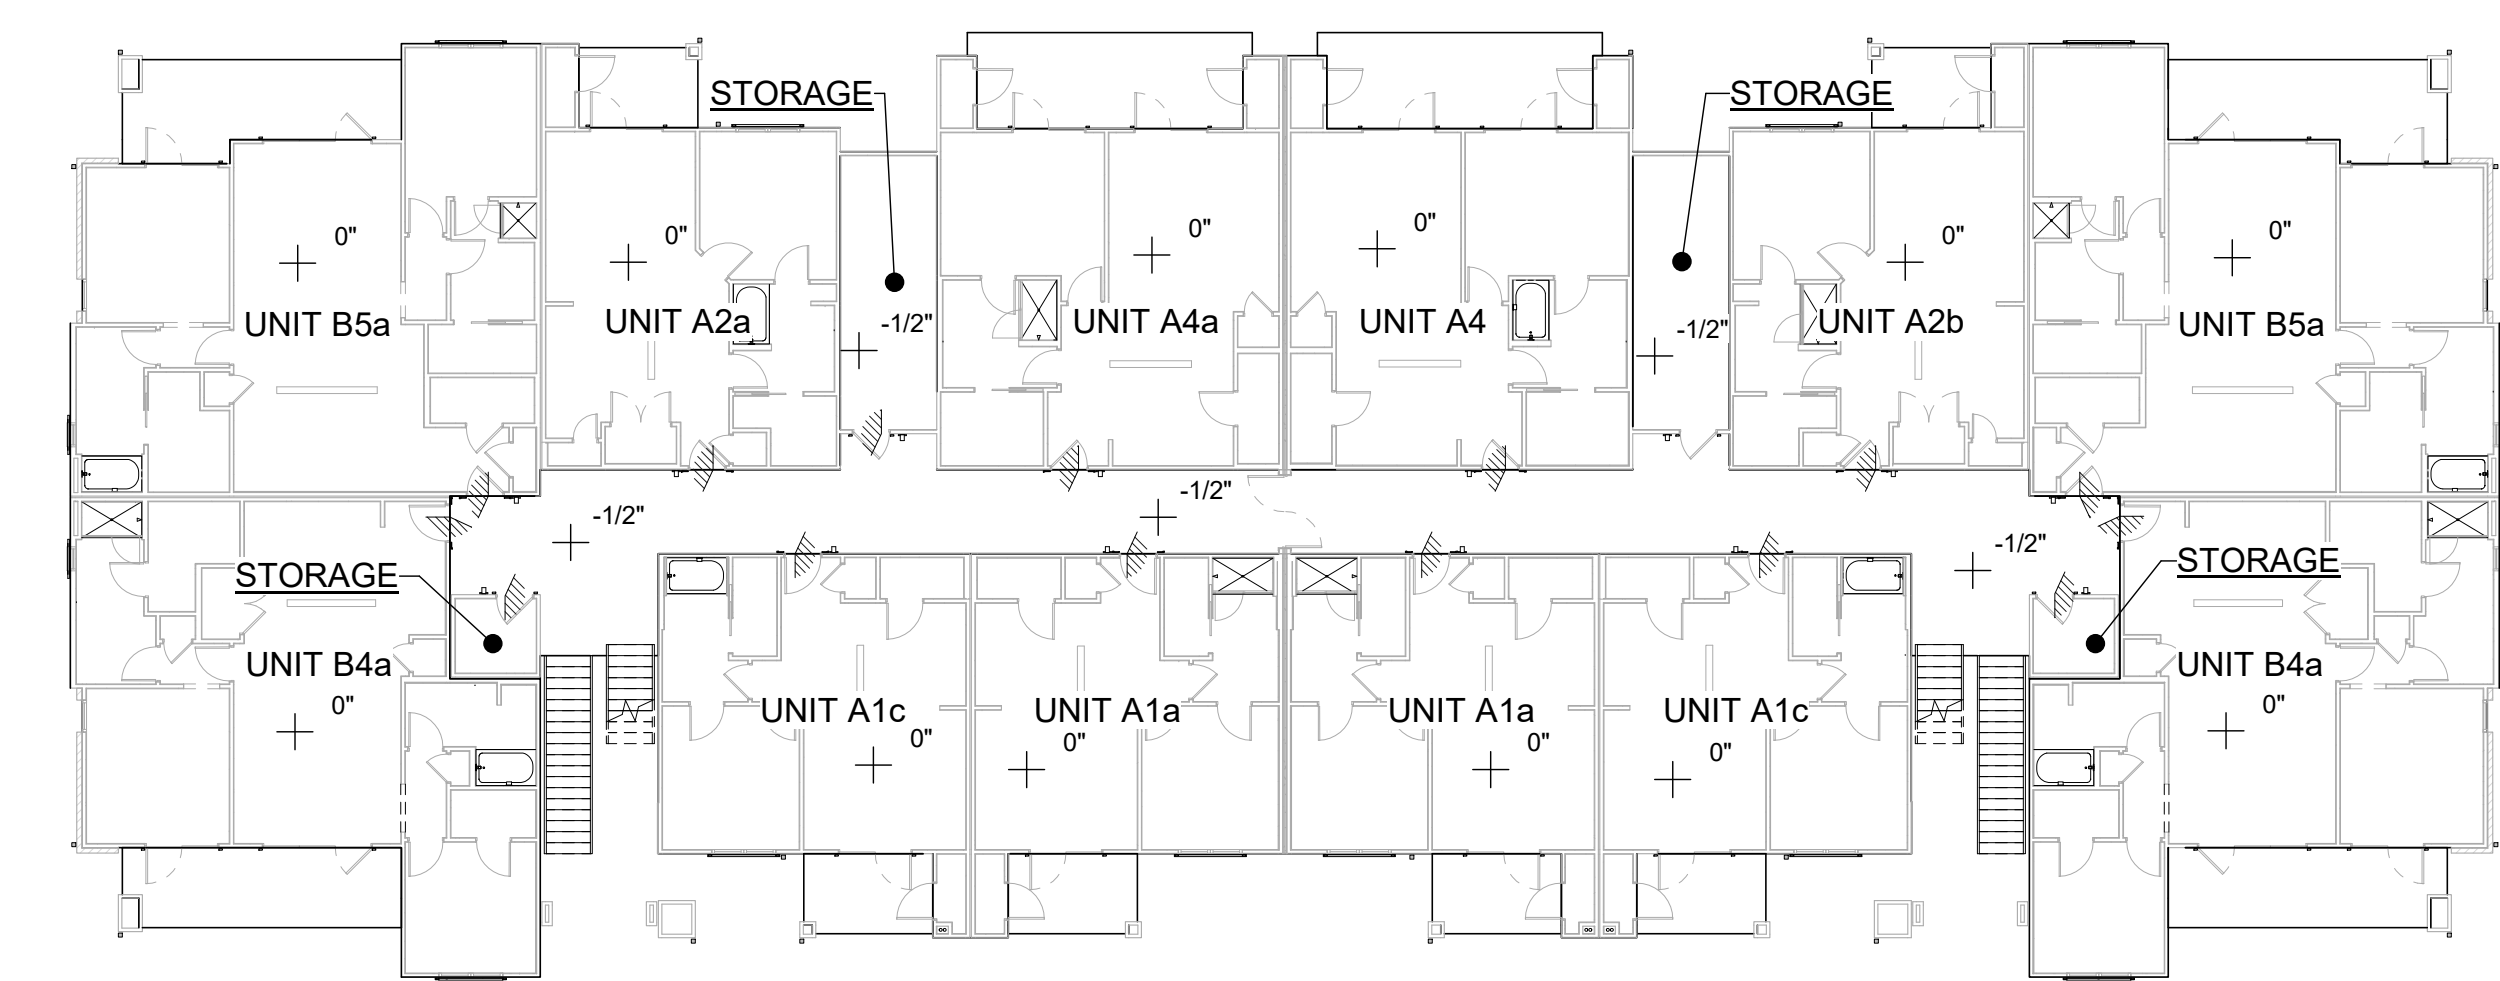 STORAGE
STORAGE
0"
0"
0"
0"
0"
0"
UNIT B5a
UNIT A2a
-1/2"
UNIT A4a
UNIT A4
-1/2"
UNIT A2b
UNIT B5a
-1/2"
-1/2"
-1/2"
STORAGE
STORAGE
UNIT B4a
0"
UNIT A1c
0"
UNIT A1a
0"
UNIT A1a
0"
UNIT A1c
0"
UNIT B4a
0"